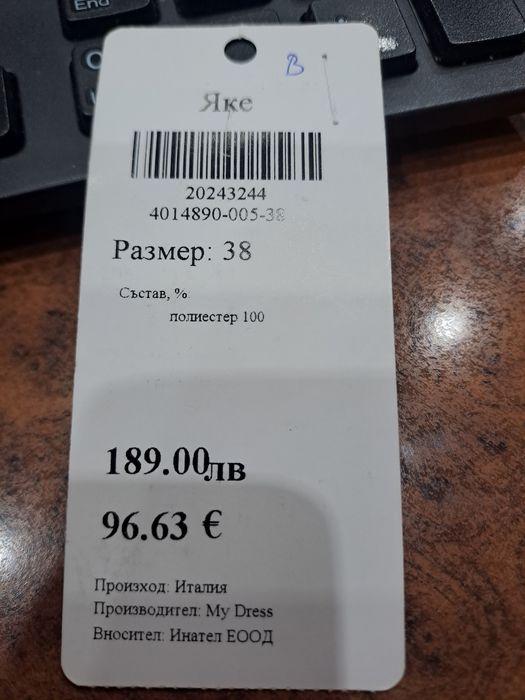 End
В
Яке
20243244
4014890-005-38
Размер: 38
Състав, %
полиестер 100
189.00лв
96.63 €
Произход: Италия
Производител: My Dress
Вносител: Инател ЕООД